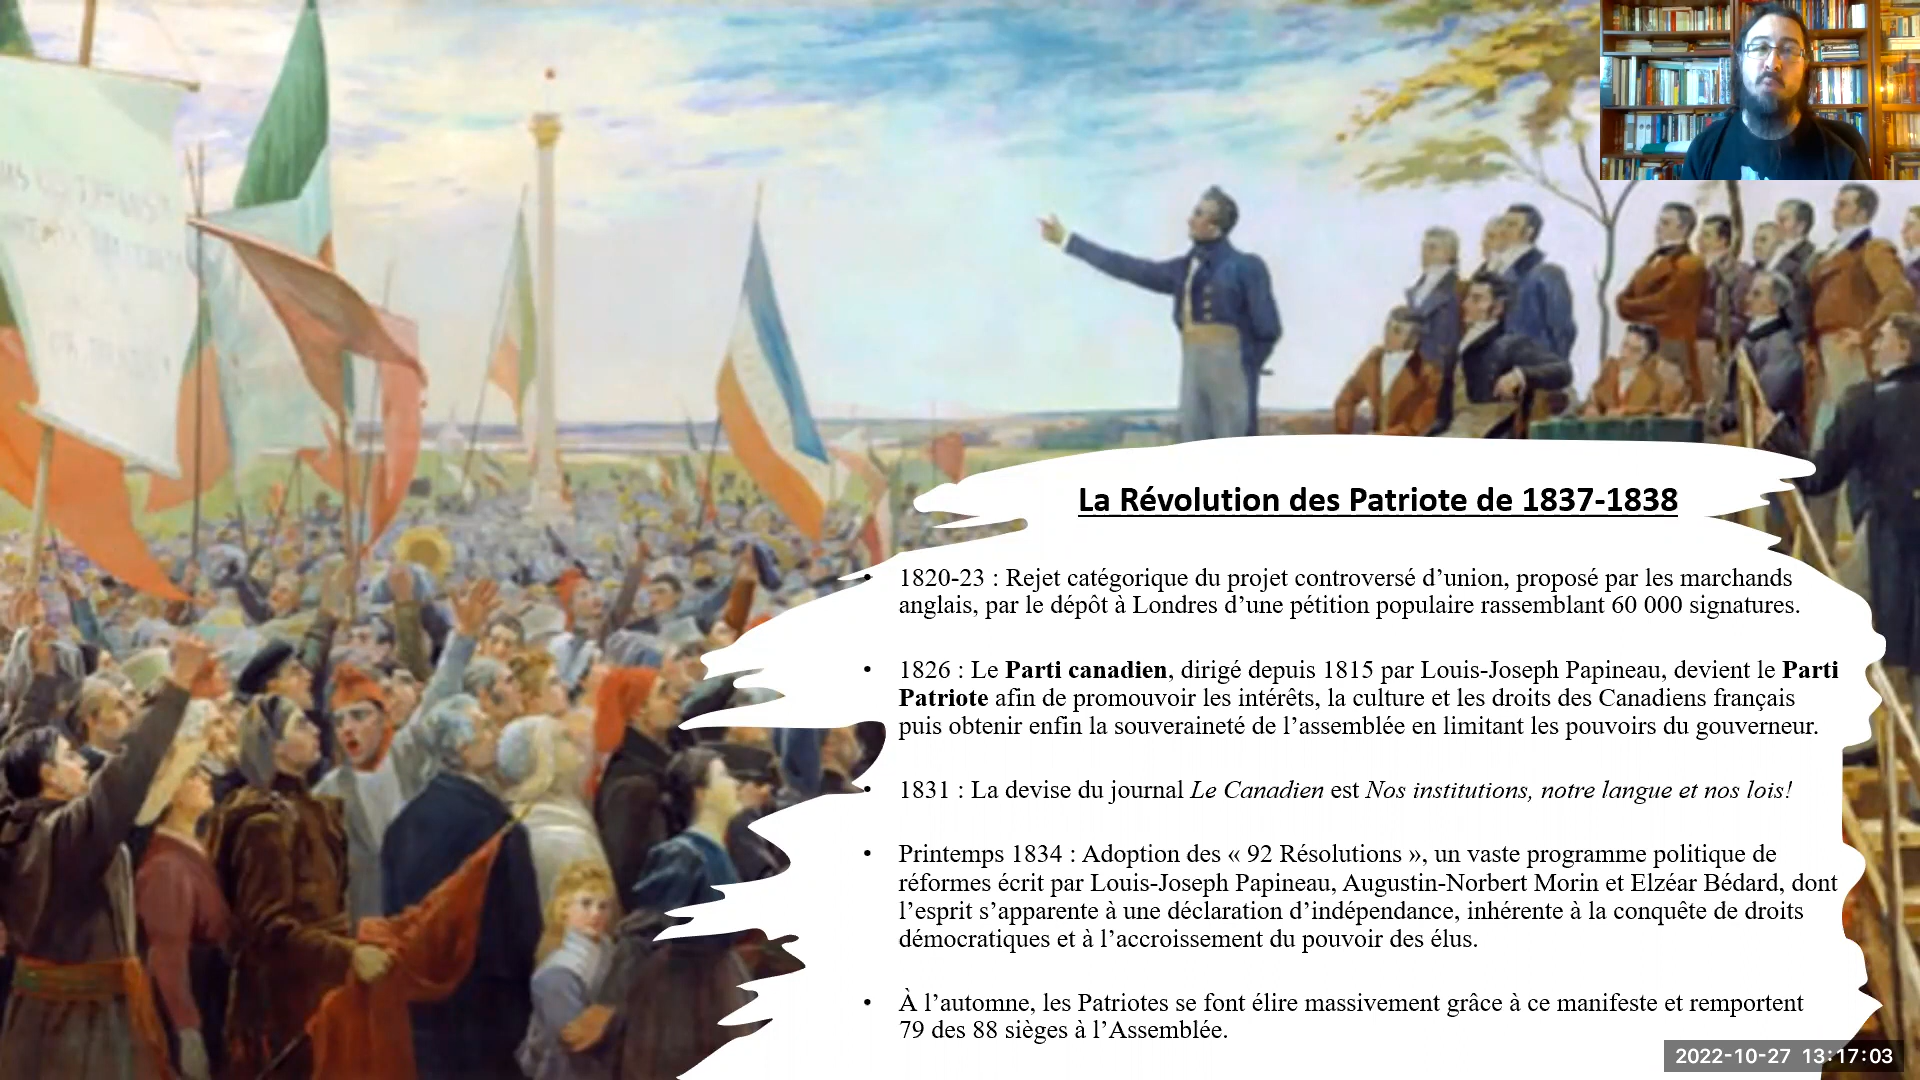 La Révolution des Patriote de 1837-1838
• 1820-23 : Rejet catégorique du projet controversé d’union, proposé par les marchands
anglais, par le dépôt à Londres d’une pétition populaire rassemblant 60 000 signatures.
• 1826 : Le Parti canadien, dirigé depuis 1815 par Louis-Joseph Papineau, devient le Parti
Patriote afin de promouvoir les intérêts, la culture et les droits des Canadiens français
puis obtenir enfin la souveraineté de l’assemblée en limitant les pouvoirs du gouverneur.
• 1831 : La devise du journal Le Canadien est Nos institutions, notre langue et nos lois!
• Printemps 1834 : Adoption des « 92 Résolutions », un vaste programme politique de
réformes écrit par Louis-Joseph Papineau, Augustin-Norbert Morin et Elzéar Bédard, dont
l’esprit s’apparente à une déclaration d’indépendance, inhérente à la conquête de droits
démocratiques et à l’accroissement du pouvoir des élus.
• À l’automne, les Patriotes se font élire massivement grâce à ce manifeste et remportent
79 des 88 sièges à l’Assemblée.
2022-10-27 13:17:03